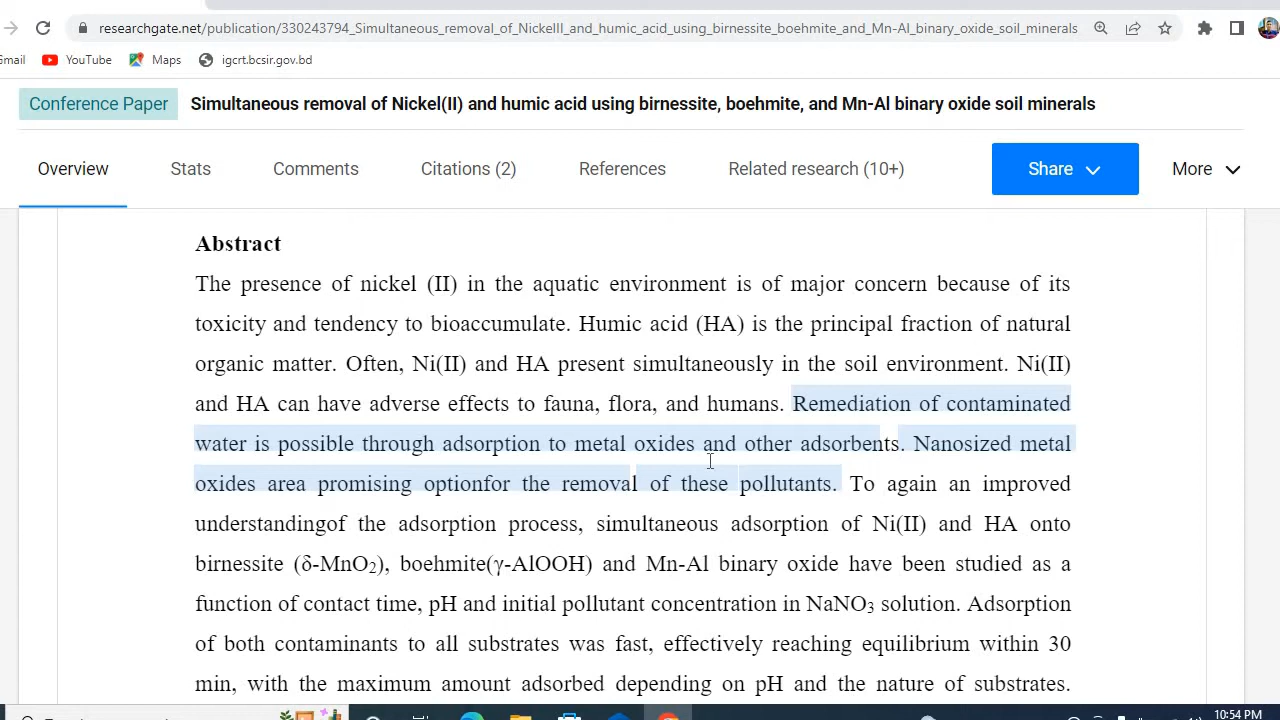 researchgate.net/publication/330243794_Simultaneous_removal_of_NickelII_and_humic_acid_using_birnessite_boehmite_and_Mn-Al_binary_oxide_soil_minerals
Gmail YouTube Maps igcrt.bcsir.gov.bd
Conference Paper Simultaneous removal of Nickel(II) and humic acid using birnessite, boehmite, and Mn-Al binary oxide soil minerals
Overview Stats Comments Citations (2) References Related research (10+) Share More
Abstract
The presence of nickel (II) in the aquatic environment is of major concern because of its
toxicity and tendency to bioaccumulate. Humic acid (HA) is the principal fraction of natural
organic matter. Often, Ni(II) and HA present simultaneously in the soil environment. Ni(II)
and HA can have adverse effects to fauna, flora, and humans. Remediation of contaminated
water is possible through adsorption to metal oxides and other adsorbents. Nanosized metal
oxides area promising optionfor the removal of these pollutants. To again an improved
understandingof the adsorption process, simultaneous adsorption of Ni(II) and HA onto
birnessite (δ-MnO₂), boehmite(γ-AlOOH) and Mn-Al binary oxide have been studied as a
function of contact time, pH and initial pollutant concentration in NaNO₃ solution. Adsorption
of both contaminants to all substrates was fast, effectively reaching equilibrium within 30
min, with the maximum amount adsorbed depending on pH and the nature of substrates.
10:54 PM